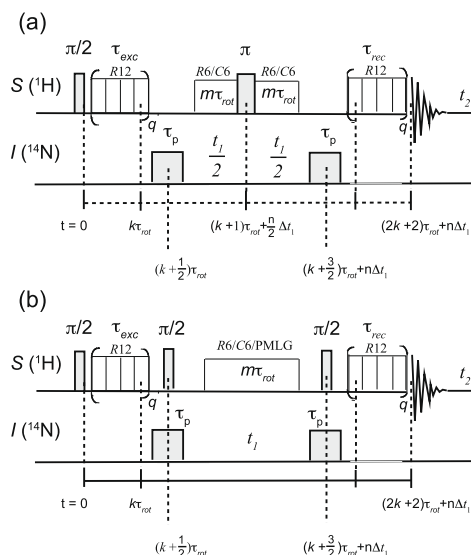 (a)
π/2 τexc π τrec
R12 R6/C6 R6/C6 R12
S (¹H) mτrot mτrot
q' q t₂
I (¹⁴N) τp t₁/2 t₁/2 τp
t = 0 kτrot (k+1)τrot+n/2 Δt₁ (2k+2)τrot+nΔt₁
(k+1/2)τrot (k+3/2)τrot+nΔt₁
(b)
π/2 τexc π/2 π/2 τrec
R12 R6/C6/PMLG R12
S (¹H) mτrot
q' q t₂
I (¹⁴N) τp t₁ τp
t = 0 kτrot (2k+2)τrot+nΔt₁
(k+1/2)τrot (k+3/2)τrot+nΔt₁